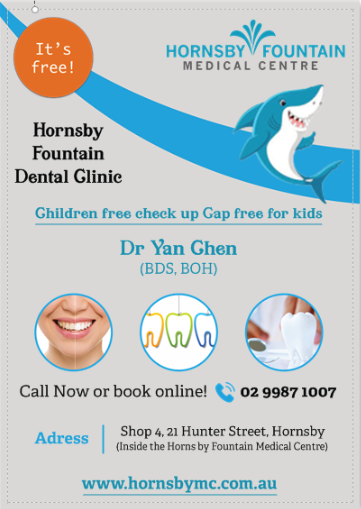 It's
free!
HORNSBY FOUNTAIN
MEDICAL CENTRE
Hornsby
Fountain
Dental Clinic
Children free check up Gap free for kids
Dr Yan Chen
(BDS, BOH)
Call Now or book online! 02 9987 1007
Adress
Shop 4, 21 Hunter Street, Hornsby
(Inside the Horns by Fountain Medical Centre)
www.hornsbymc.com.au